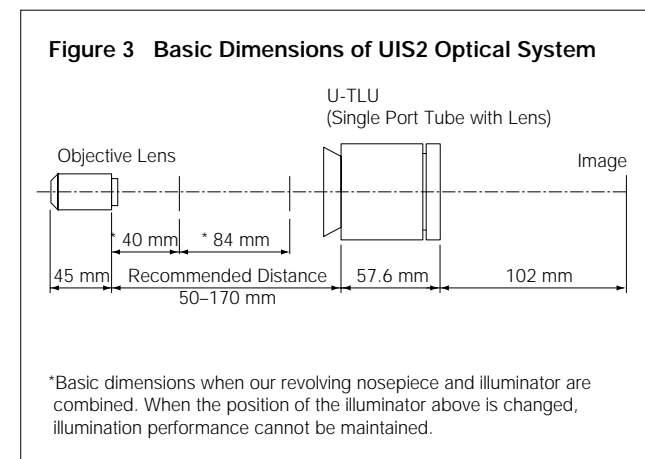 Figure 3 Basic Dimensions of UIS2 Optical System
U-TLU
(Single Port Tube with Lens)
Objective Lens
Image
* 40 mm
* 84 mm
45 mm
Recommended Distance
50–170 mm
57.6 mm
102 mm
*Basic dimensions when our revolving nosepiece and illuminator are
combined. When the position of the illuminator above is changed,
illumination performance cannot be maintained.